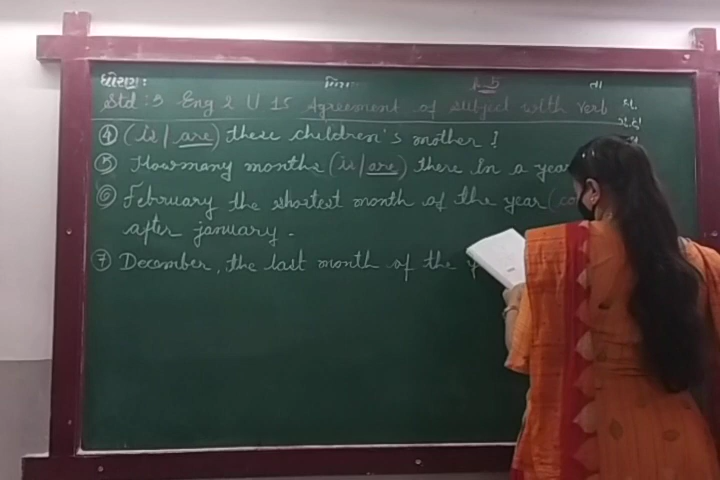 ધોરણ:
Std : 5 Eng 2 U 15 Agreement of subject with verb
④ (is/are) these children's mother ?
⑤ How many months (is/are) there in a year
⑥ February the shortest month of the year (co
after january .
⑦ December, the last month of the y